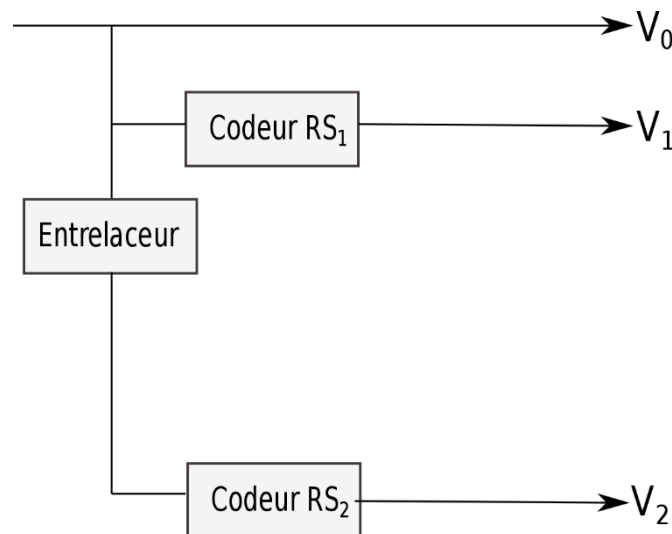 V₀
Codeur RS₁
V₁
Entrelaceur
Codeur RS₂
V₂